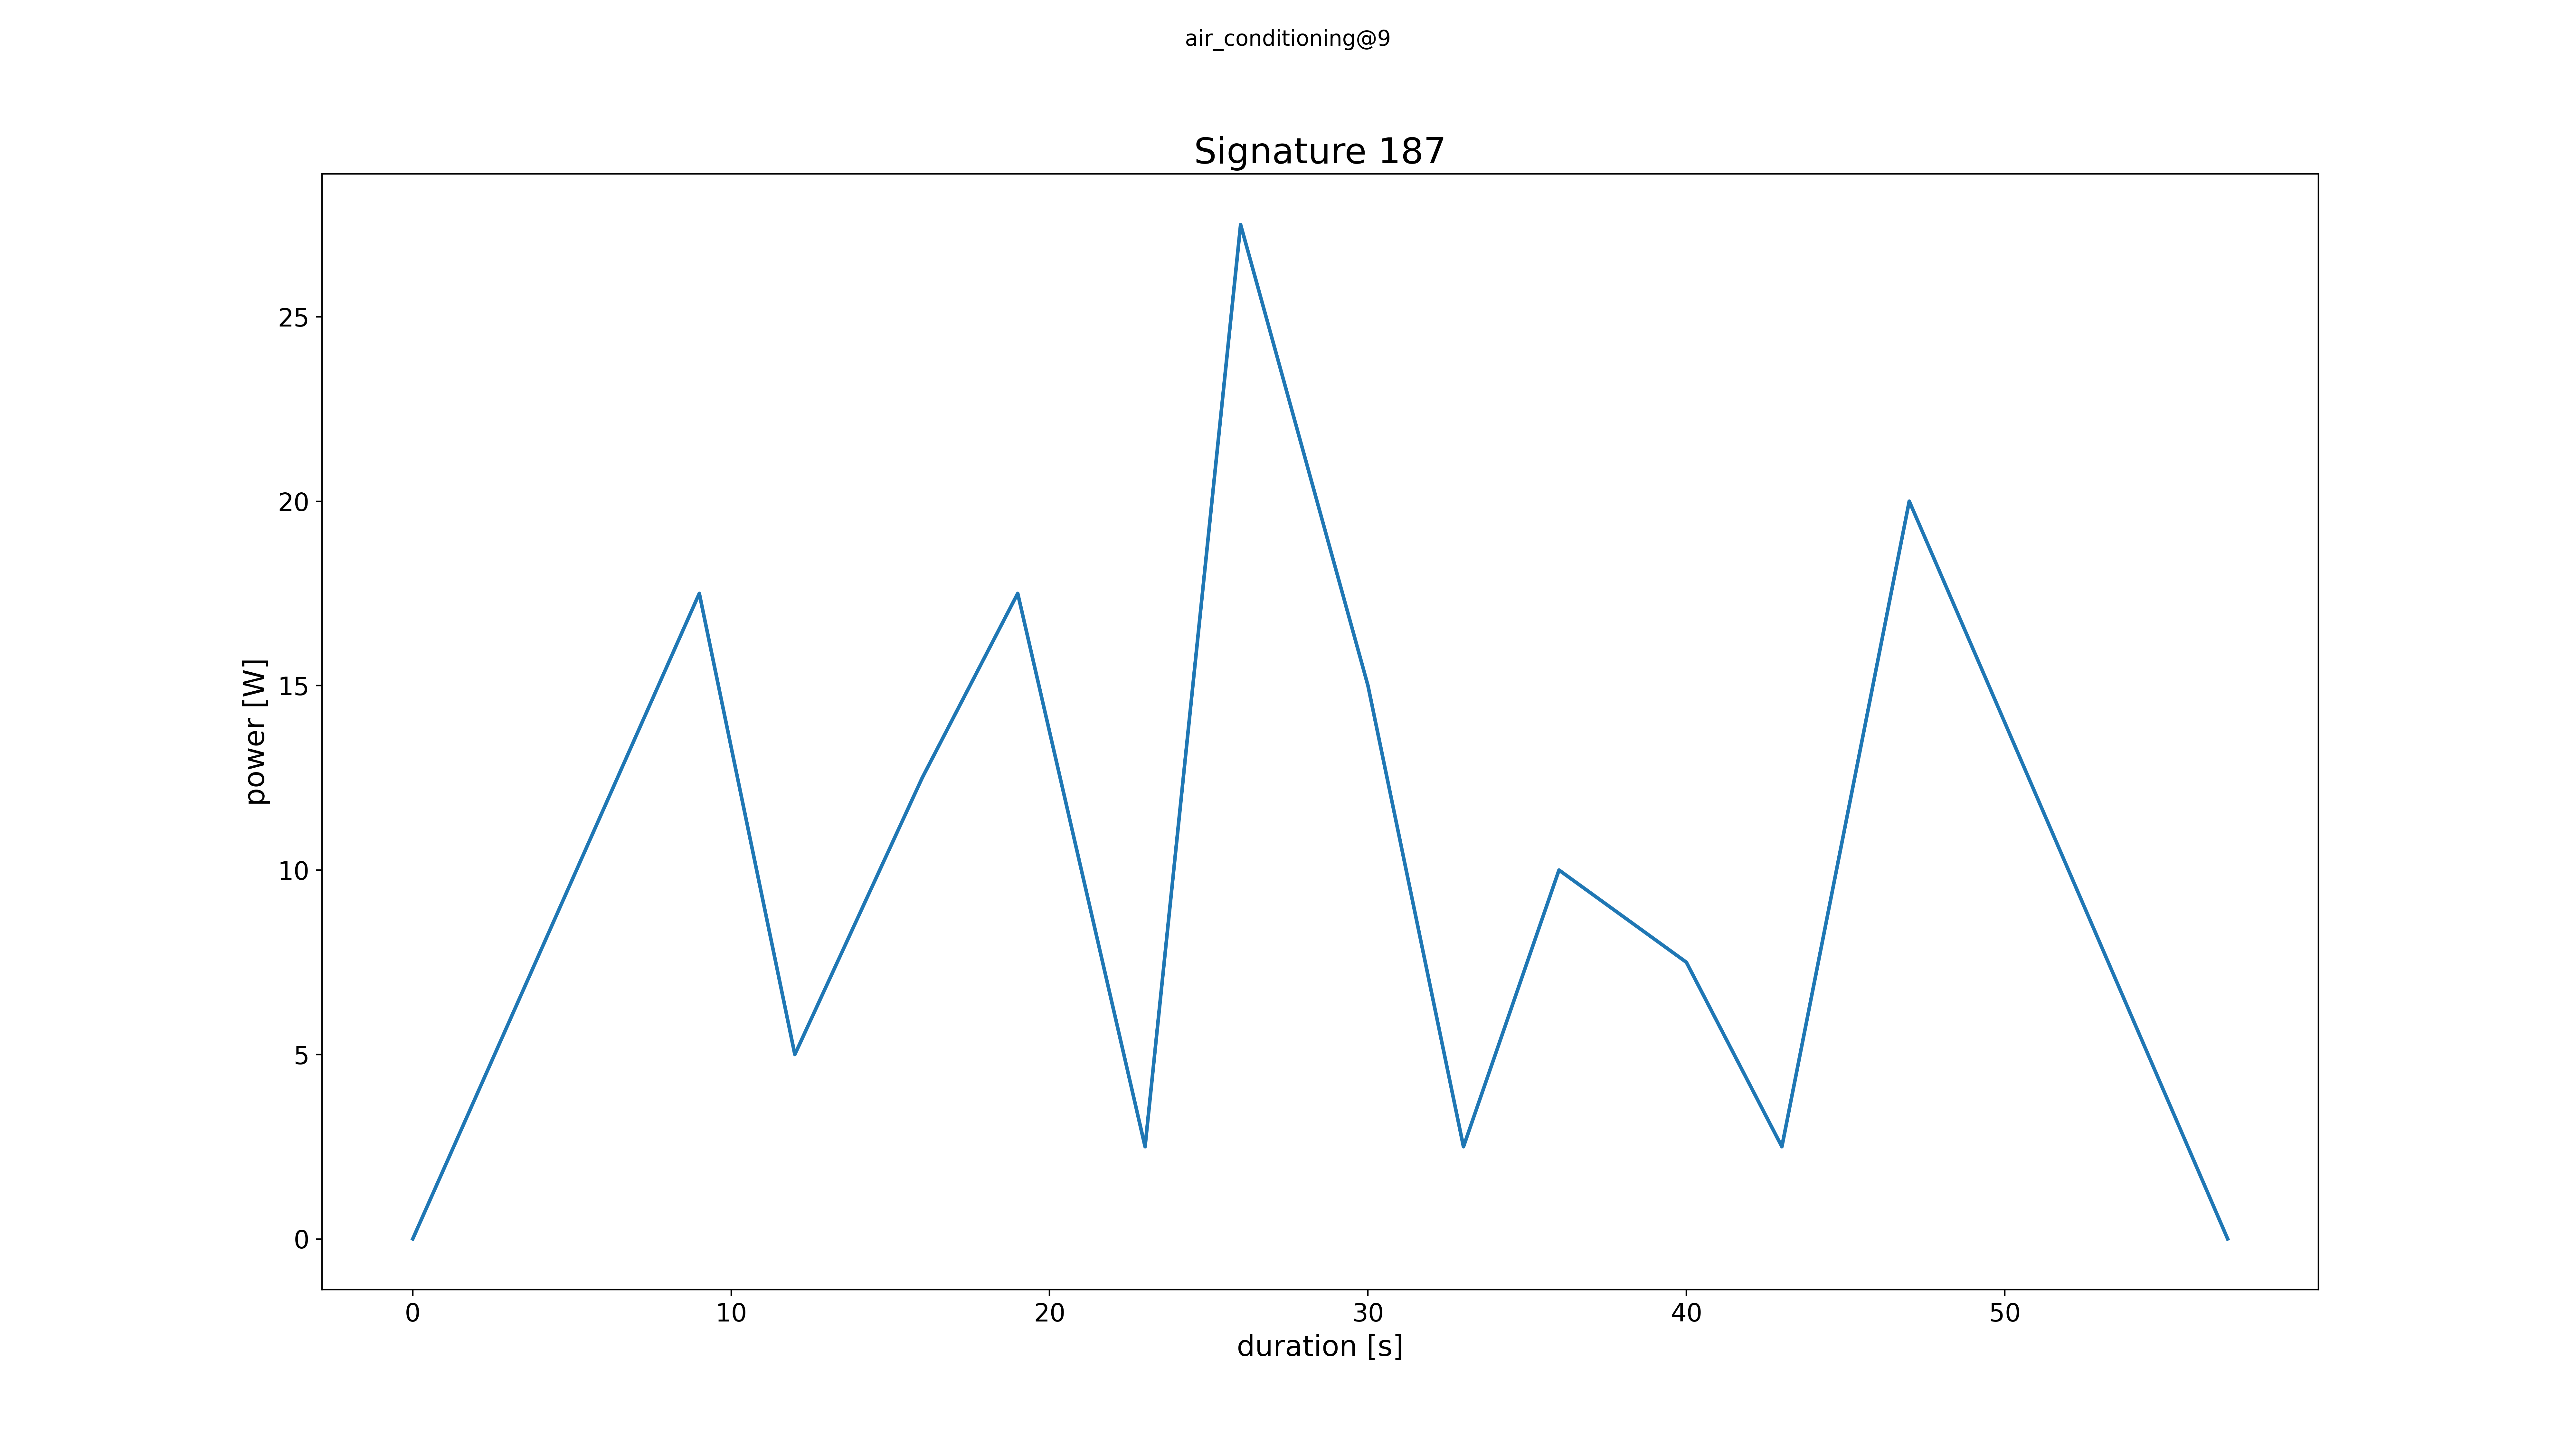 air_conditioning@9
Signature 187
power [W]
25
20
15
10
5
0
0 10 20 30 40 50
duration [s]